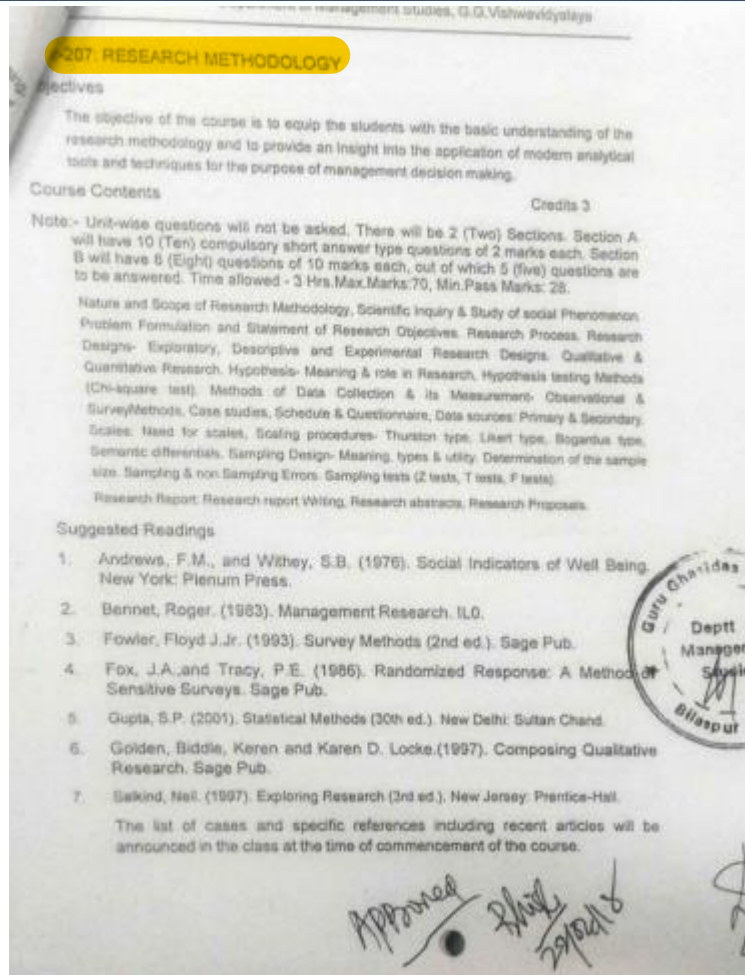 Management Studies, G.G.Vishwavidyalaya
-207: RESEARCH METHODOLOGY
bjectives
The objective of the course is to equip the students with the basic understanding of the
research methodology and to provide an insight into the application of modern analytical
tools and techniques for the purpose of management decision making.
Course Contents
Credits 3
Note:- Unit-wise questions will not be asked. There will be 2 (Two) Sections. Section A
will have 10 (Ten) compulsory short answer type questions of 2 marks each. Section
B will have 8 (Eight) questions of 10 marks each, out of which 5 (five) questions are
to be answered. Time allowed - 3 Hrs.Max.Marks:70, Min.Pass Marks: 28.
Nature and Scope of Research Methodology, Scientific Inquiry & Study of social Phenomenon
Problem Formulation and Statement of Research Objectives. Research Process. Research
Designs- Exploratory, Descriptive and Experimental Research Designs. Qualitative &
Quantitative Research. Hypothesis- Meaning & role in Research, Hypothesis testing Methods
(Chi-square test). Methods of Data Collection & its Measurement- Observational &
SurveyMethods, Case studies, Schedule & Questionnaire, Data sources: Primary & Secondary.
Scales: Need for scales, Scaling procedures- Thurston type, Likert type, Bogardus type,
Semantic differentials. Sampling Design- Meaning, types & utility. Determination of the sample
size. Sampling & non Sampling Errors. Sampling tests (Z tests, T tests, F tests).
Research Report: Research report Writing, Research abstracts, Research Proposals.
Suggested Readings
1. Andrews, F.M., and Withey, S.B. (1976). Social Indicators of Well Being.
New York: Plenum Press.
2. Bennet, Roger. (1983). Management Research. ILO.
3. Fowler, Floyd J.Jr. (1993). Survey Methods (2nd ed.). Sage Pub.
4. Fox, J.A.,and Tracy, P.E. (1986). Randomized Response: A Method of
Sensitive Surveys. Sage Pub.
5. Gupta, S.P. (2001). Statistical Methods (30th ed.). New Delhi: Sultan Chand.
6. Golden, Biddle, Keren and Karen D. Locke.(1997). Composing Qualitative
Research. Sage Pub.
7. Salkind, Neil. (1997). Exploring Research (3rd ed.). New Jersey: Prentice-Hall.
The list of cases and specific references including recent articles will be
announced in the class at the time of commencement of the course.
Guru Ghasidas
Deptt
Manage
Bilaspur
Approved